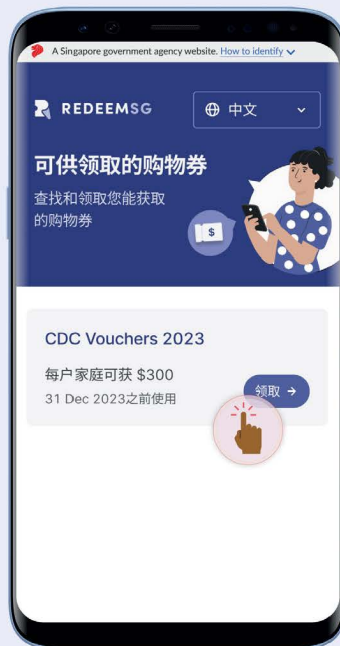 A Singapore government agency website. How to identify
REDEEMSG
中文
可供领取的购物券
查找和领取您能获取
的购物券
$
CDC Vouchers 2023
每户家庭可获 $300
31 Dec 2023之前使用
领取 →